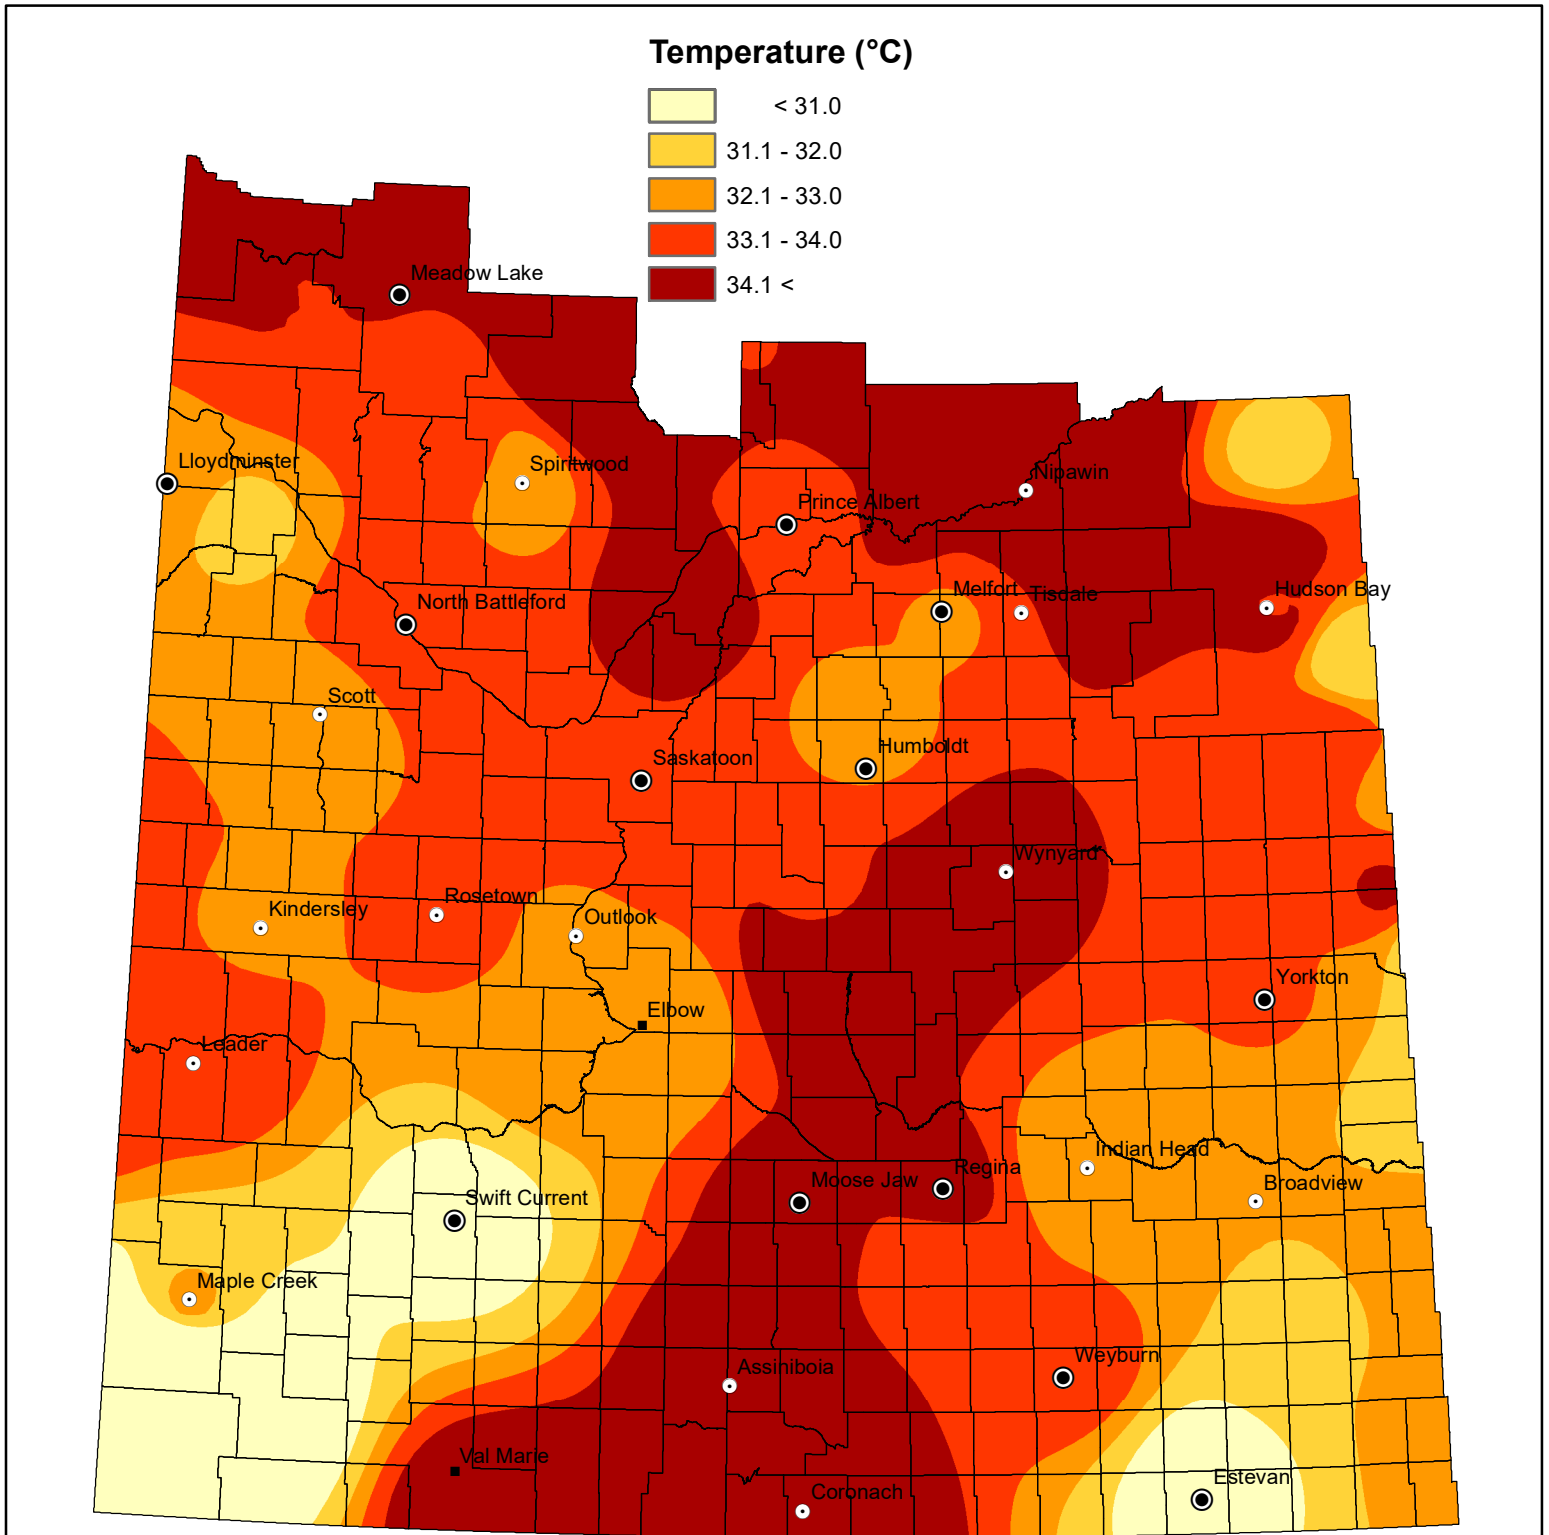 Temperature (°C)
< 31.0
31.1 - 32.0
32.1 - 33.0
33.1 - 34.0
34.1 <
Meadow Lake
Lloydminster
Spiritwood
Nipawin
Prince Albert
Melfort
Tisdale
Hudson Bay
North Battleford
Scott
Humboldt
Saskatoon
Wynyard
Rosetown
Kindersley
Outlook
Yorkton
Elbow
Leader
Indian Head
Regina
Moose Jaw
Broadview
Swift Current
Maple Creek
Weyburn
Assiniboia
Val Marie
Estevan
Coronach